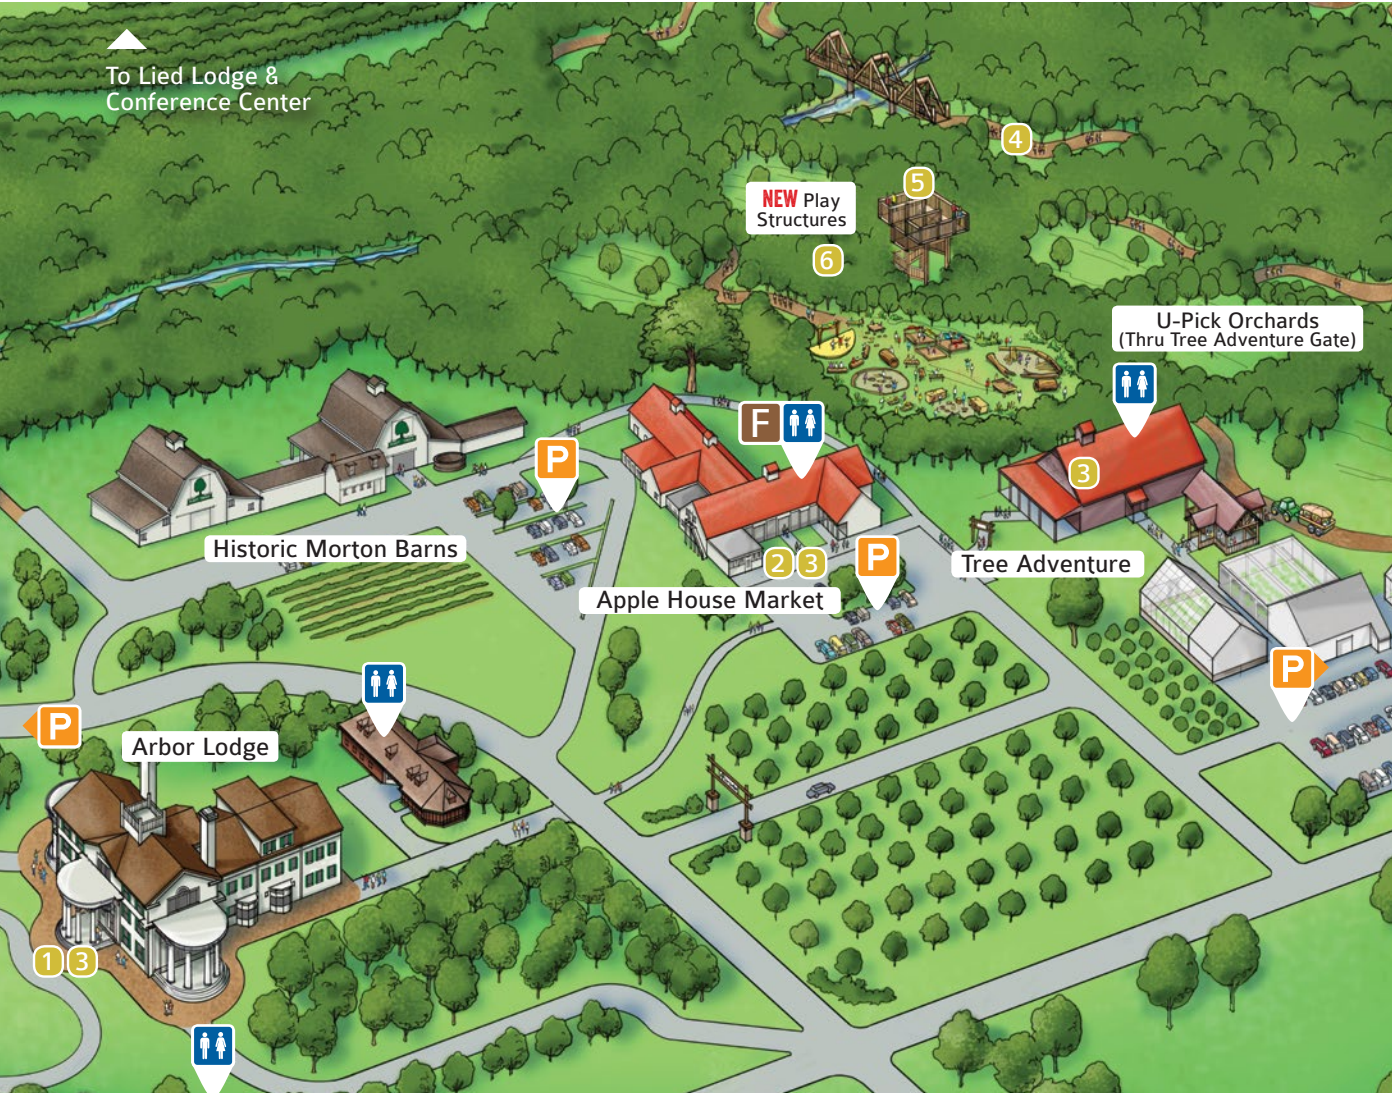 To Lied Lodge &
Conference Center
4
5
NEW Play
Structures
6
U-Pick Orchards
(Thru Tree Adventure Gate)
F
P
3
Historic Morton Barns
2 3
P
Tree Adventure
Apple House Market
P
P
Arbor Lodge
1 3